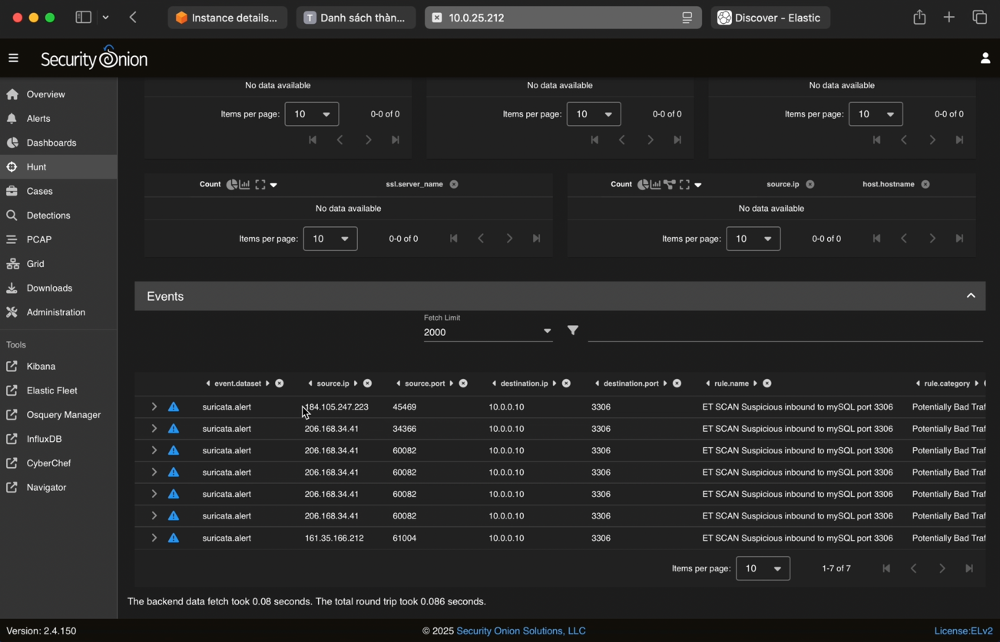 Instance details... Danh sách thàn... 10.0.25.212 Discover - Elastic
Security Onion
Overview
Alerts
Dashboards
Hunt
Cases
Detections
PCAP
Grid
Downloads
Administration
Tools
Kibana
Elastic Fleet
Osquery Manager
InfluxDB
CyberChef
Navigator
No data available No data available No data available
Items per page: 10 0-0 of 0 Items per page: 10 0-0 of 0 Items per page: 10 0-0 of 0
Count ssl.server_name Count source.ip host.hostname
No data available No data available
Items per page: 10 0-0 of 0 Items per page: 10 0-0 of 0
Events
Fetch Limit
2000
event.dataset source.ip source.port destination.ip destination.port rule.name rule.category
suricata.alert 184.105.247.223 45469 10.0.0.10 3306 ET SCAN Suspicious inbound to mySQL port 3306 Potentially Bad Traf
suricata.alert 206.168.34.41 34366 10.0.0.10 3306 ET SCAN Suspicious inbound to mySQL port 3306 Potentially Bad Traf
suricata.alert 206.168.34.41 60082 10.0.0.10 3306 ET SCAN Suspicious inbound to mySQL port 3306 Potentially Bad Traf
suricata.alert 206.168.34.41 60082 10.0.0.10 3306 ET SCAN Suspicious inbound to mySQL port 3306 Potentially Bad Traf
suricata.alert 206.168.34.41 60082 10.0.0.10 3306 ET SCAN Suspicious inbound to mySQL port 3306 Potentially Bad Traf
suricata.alert 206.168.34.41 60082 10.0.0.10 3306 ET SCAN Suspicious inbound to mySQL port 3306 Potentially Bad Traf
suricata.alert 161.35.166.212 61004 10.0.0.10 3306 ET SCAN Suspicious inbound to mySQL port 3306 Potentially Bad Traf
Items per page: 10 1-7 of 7
The backend data fetch took 0.08 seconds. The total round trip took 0.086 seconds.
Version: 2.4.150 © 2025 Security Onion Solutions, LLC License:ELv2